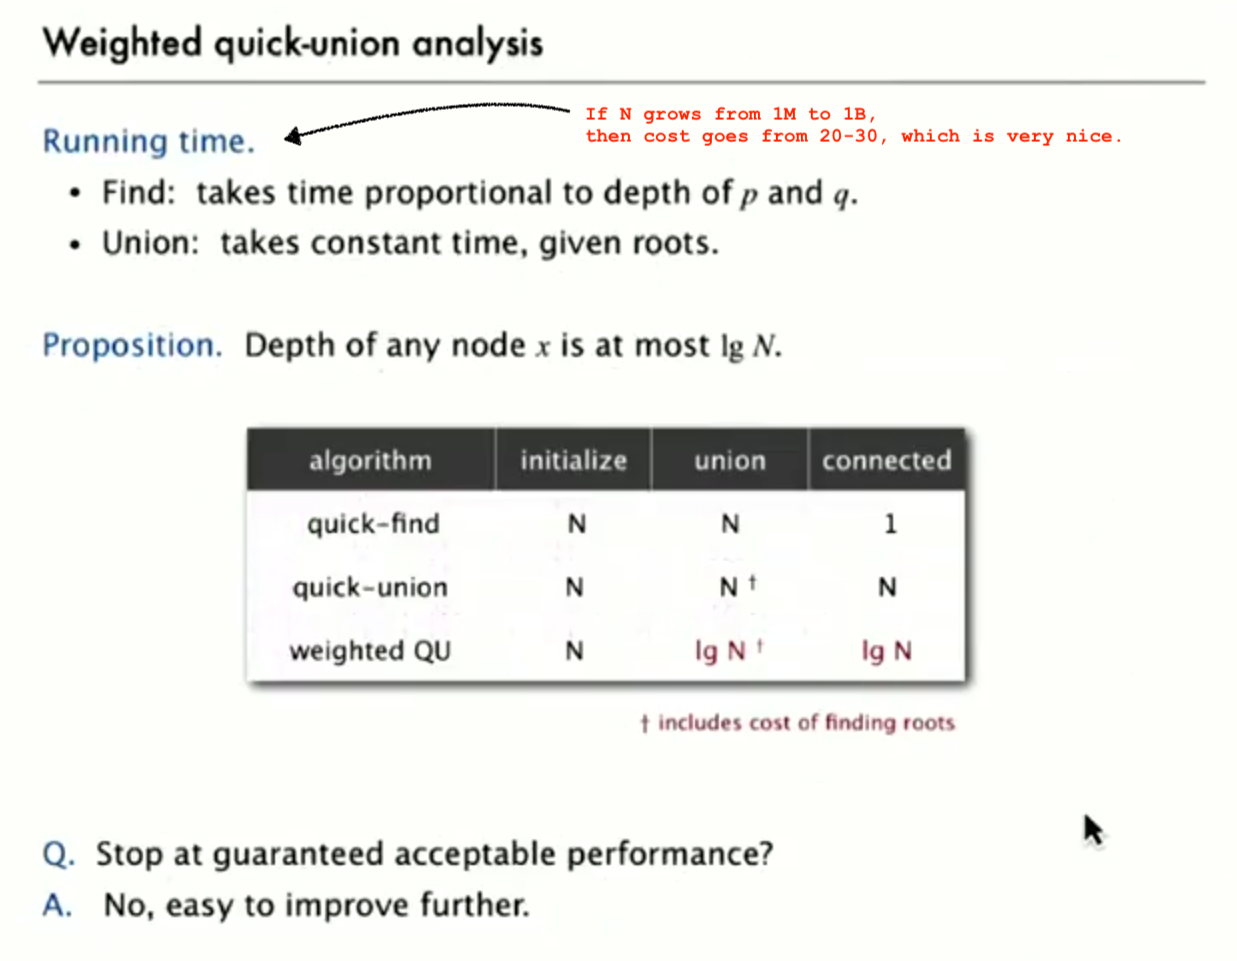 Weighted quick-union analysis
If N grows from 1M to 1B,
then cost goes from 20-30, which is very nice.
Running time.
• Find: takes time proportional to depth of p and q.
• Union: takes constant time, given roots.
Proposition. Depth of any node x is at most lg N.
algorithm initialize union connected
quick-find N N 1
quick-union N N † N
weighted QU N lg N † lg N
† includes cost of finding roots
Q. Stop at guaranteed acceptable performance?
A. No, easy to improve further.